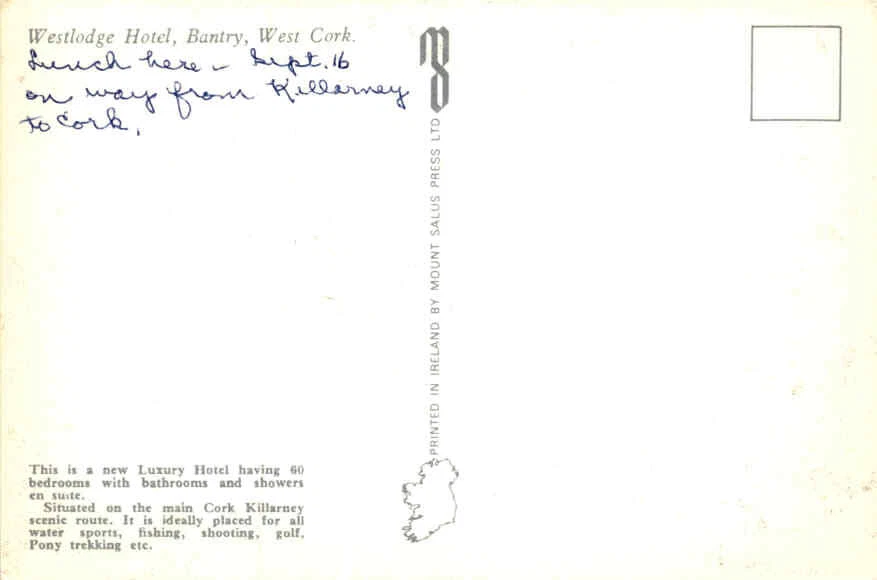 Westlodge Hotel, Bantry, West Cork.
Lunch here - Sept. 16
on way from Killarney
to Cork.
PRINTED IN IRELAND BY MOUNT SALUS PRESS LTD
This is a new Luxury Hotel having 60
bedrooms with bathrooms and showers
en suite.
Situated on the main Cork Killarney
scenic route. It is ideally placed for all
water sports, fishing, shooting, golf,
Pony trekking etc.